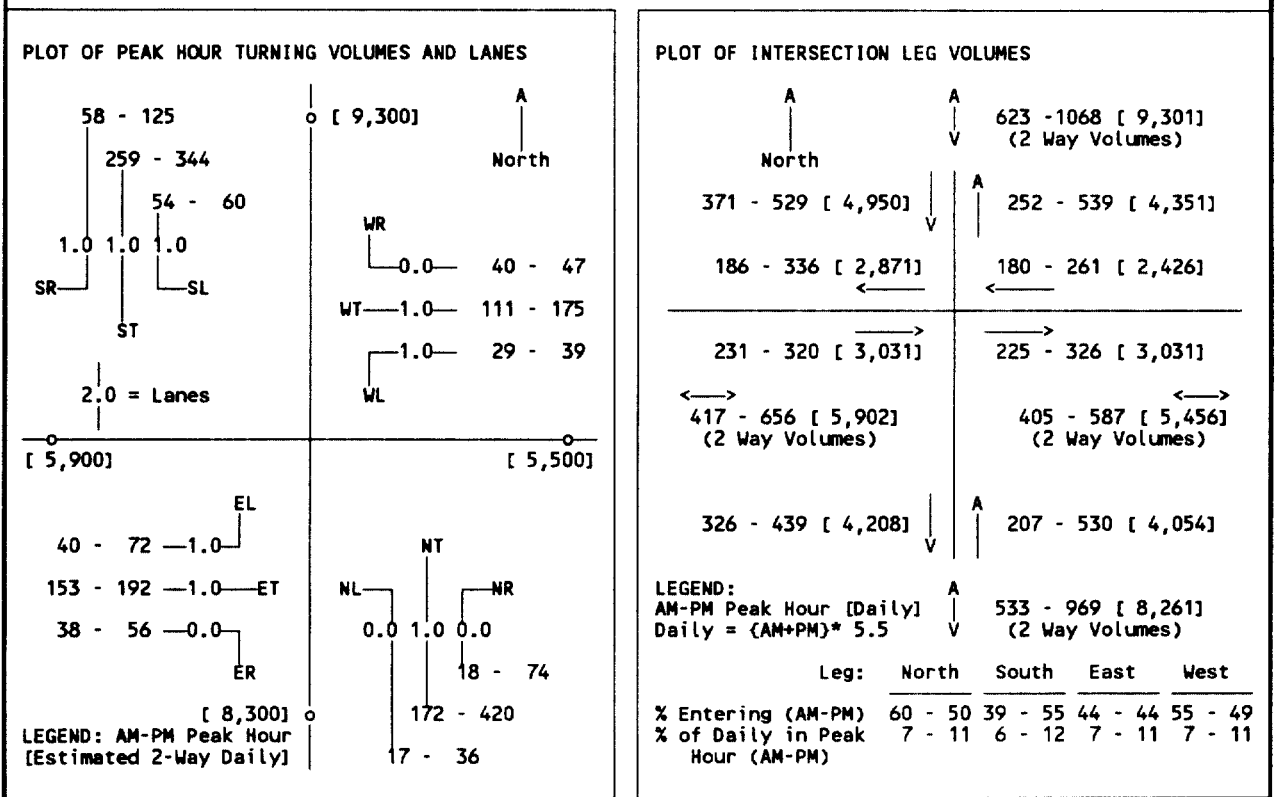 PLOT OF PEAK HOUR TURNING VOLUMES AND LANES
58 - 125
[ 9,300]
A
259 - 344
North
54 - 60
WR
1.0 1.0 1.0
0.0 40 - 47
SR
SL
WT 1.0 111 - 175
ST
1.0 29 - 39
2.0 = Lanes
WL
[ 5,900]
[ 5,500]
EL
40 - 72 1.0
NT
153 - 192 1.0 ET
NL
NR
38 - 56 0.0
0.0 1.0 0.0
ER
18 - 74
[ 8,300]
172 - 420
LEGEND: AM-PM Peak Hour
[Estimated 2-Way Daily]
17 - 36
PLOT OF INTERSECTION LEG VOLUMES
A
A
623 -1068 [ 9,301]
V
(2 Way Volumes)
North
A
371 - 529 [ 4,950]
V
252 - 539 [ 4,351]
186 - 336 [ 2,871]
180 - 261 [ 2,426]
<
<
>
>
231 - 320 [ 3,031]
225 - 326 [ 3,031]
< >
< >
417 - 656 [ 5,902]
405 - 587 [ 5,456]
(2 Way Volumes)
(2 Way Volumes)
A
326 - 439 [ 4,208]
V
207 - 530 [ 4,054]
LEGEND:
A
AM-PM Peak Hour [Daily]
533 - 969 [ 8,261]
Daily = {AM+PM}* 5.5
V
(2 Way Volumes)
Leg: North South East West
% Entering (AM-PM) 60 - 50 39 - 55 44 - 44 55 - 49
% of Daily in Peak 7 - 11 6 - 12 7 - 11 7 - 11
Hour (AM-PM)